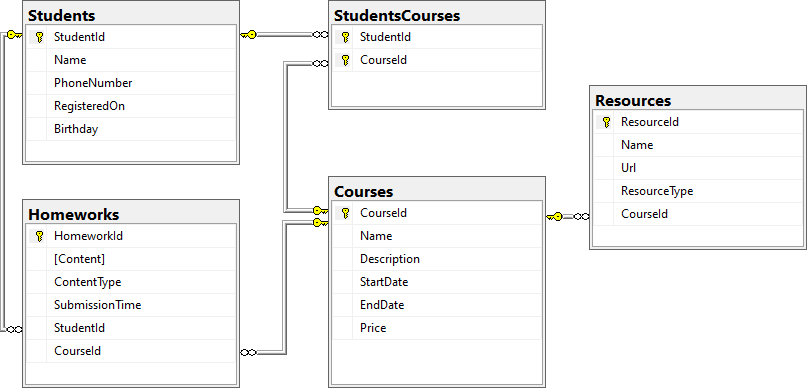 Students
StudentId
Name
PhoneNumber
RegisteredOn
Birthday
StudentsCourses
StudentId
CourseId
Resources
ResourceId
Name
Url
ResourceType
CourseId
Homeworks
HomeworkId
[Content]
ContentType
SubmissionTime
StudentId
CourseId
Courses
CourseId
Name
Description
StartDate
EndDate
Price